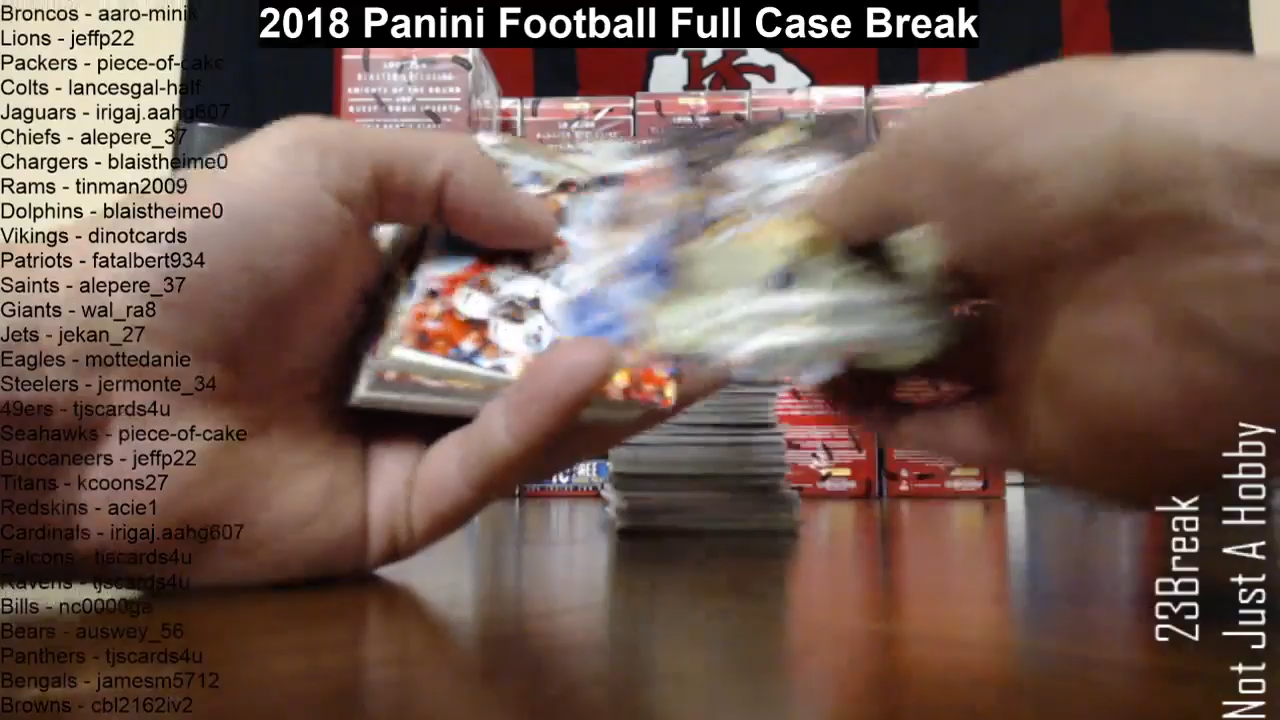 2018 Panini Football Full Case Break
Broncos - aaro-minik
Lions - jeffp22
Packers - piece-of-cake
Colts - lancesgal-half
Jaguars - irigaj.aahg607
Chiefs - alepere_37
Chargers - blaistheime0
Rams - tinman2009
Dolphins - blaistheime0
Vikings - dinotcards
Patriots - fatalbert934
Saints - alepere_37
Giants - wal_ra8
Jets - jekan_27
Eagles - mottedanie
Steelers - jermonte_34
49ers - tjscards4u
Seahawks - piece-of-cake
Buccaneers - jeffp22
Titans - kcoons27
Redskins - acie1
Cardinals - irigaj.aahg607
Falcons - tjscards4u
Ravens - tjscards4u
Bills - nc0000ga
Bears - auswey_56
Panthers - tjscards4u
Bengals - jamesm5712
Browns - cbl2162iv2
KC
23Break
Not Just A Hobby